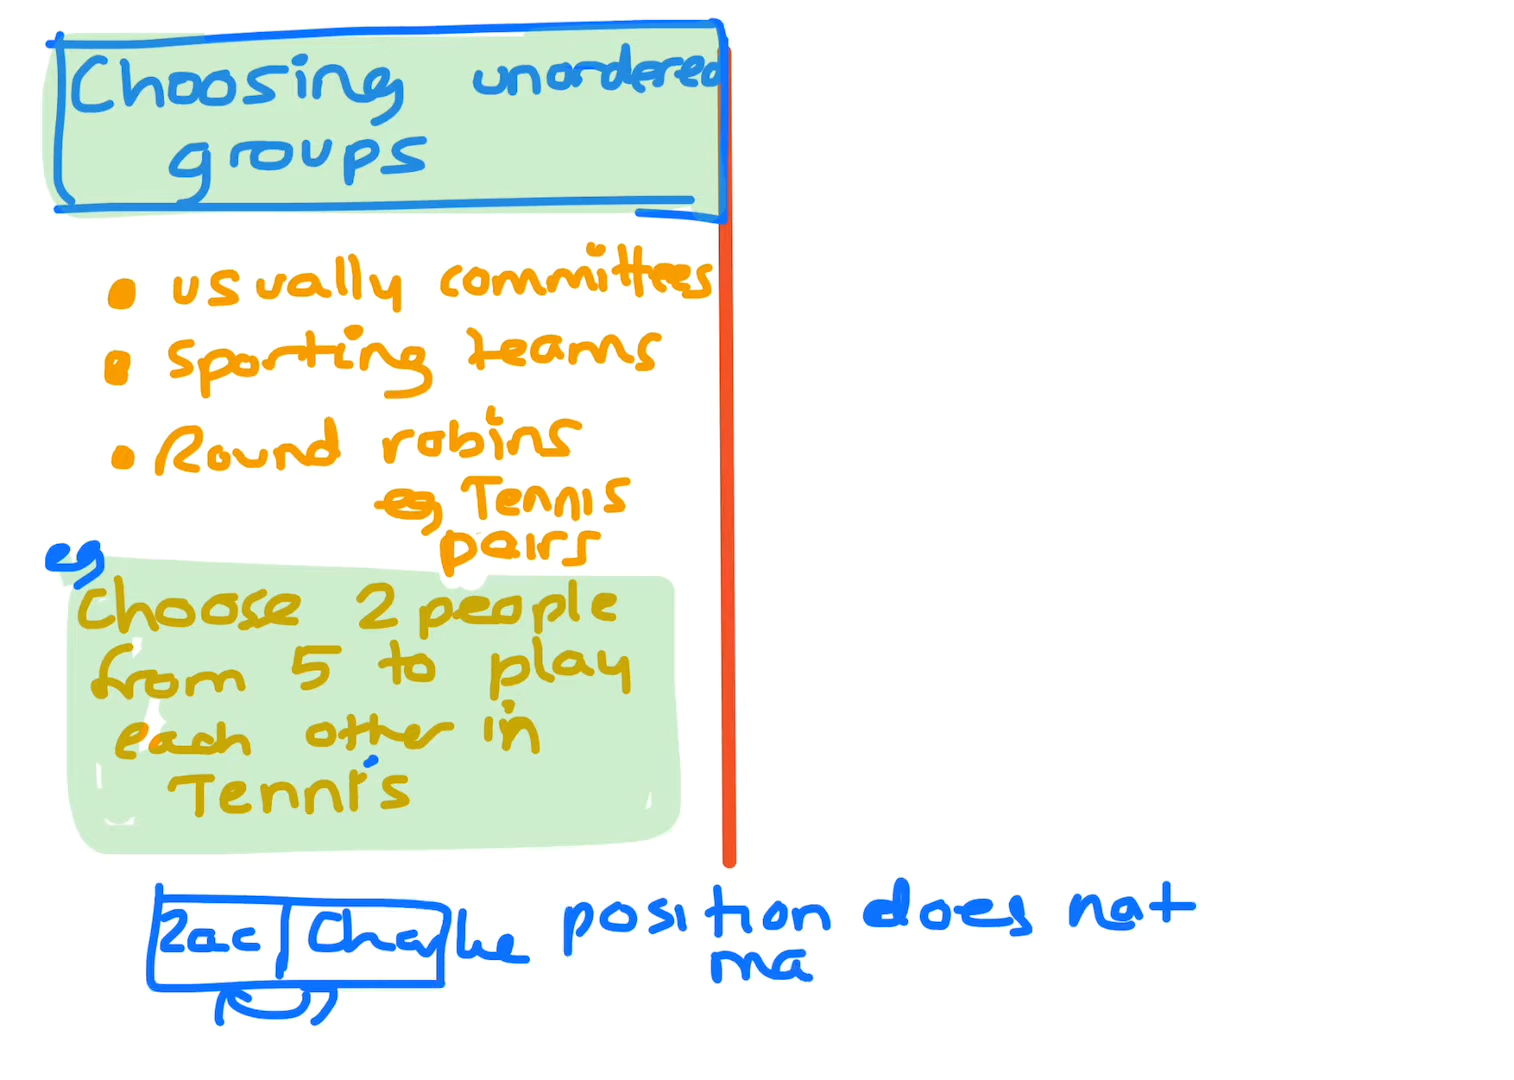 Choosing unordered
groups
• usually committees
• Sporting teams
• Round robins
eg Tennis
pairs
eg
Choose 2 people
from 5 to play
each other in
Tennis
Zac | Charlie position does not
ma